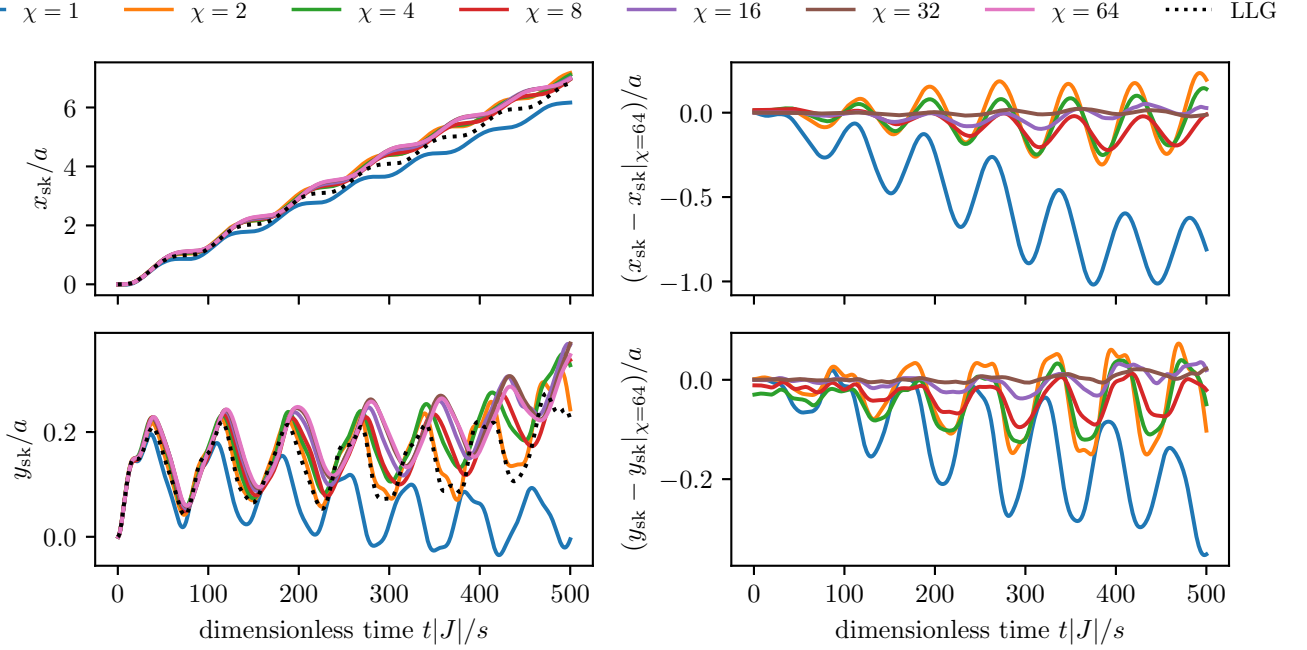 χ = 1 χ = 2 χ = 4 χ = 8 χ = 16 χ = 32 χ = 64 LLG
x_sk/a
6
4
2
0
(x_sk − x_sk|_χ=64)/a
0.0
−0.5
−1.0
y_sk/a
0.2
0.0
0 100 200 300 400 500
dimensionless time t|J|/s
(y_sk − y_sk|_χ=64)/a
0.0
−0.2
0 100 200 300 400 500
dimensionless time t|J|/s